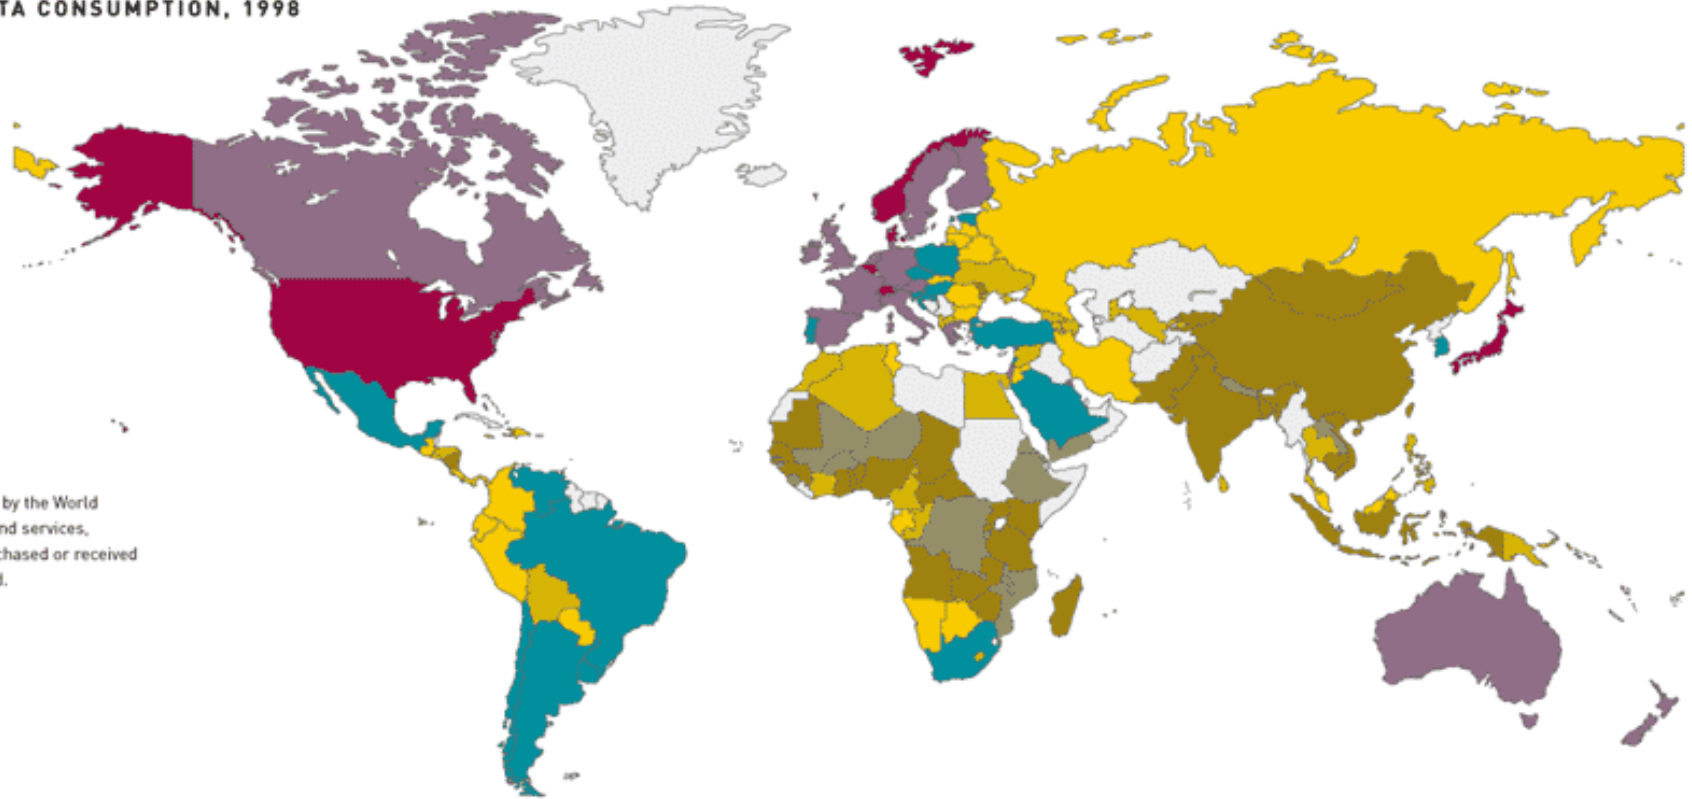 TA CONSUMPTION, 1998
by the World
nd services,
chased or received
d.